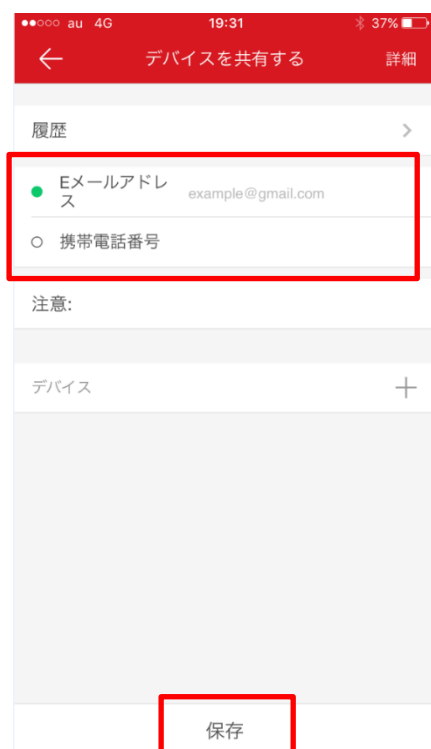 au 4G 19:31 37%
デバイスを共有する 詳細
履歴
Eメールアドレ
ス
example@gmail.com
携帯電話番号
注意:
デバイス
保存